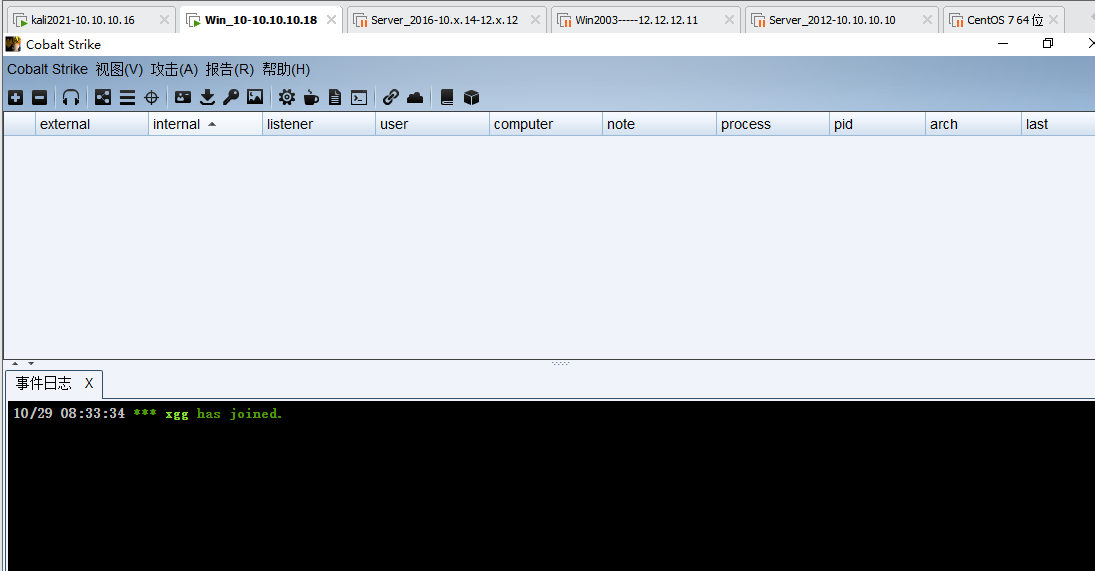 kali2021-10.10.10.16 Win_10-10.10.10.18 Server_2016-10.x.14-12.x.12 Win2003-----12.12.12.11 Server_2012-10.10.10.10 CentOS 7 64 位
Cobalt Strike
Cobalt Strike 视图(V) 攻击(A) 报告(R) 帮助(H)
external internal listener user computer note process pid arch last
事件日志 X
10/29 08:33:34 *** xgg has joined.